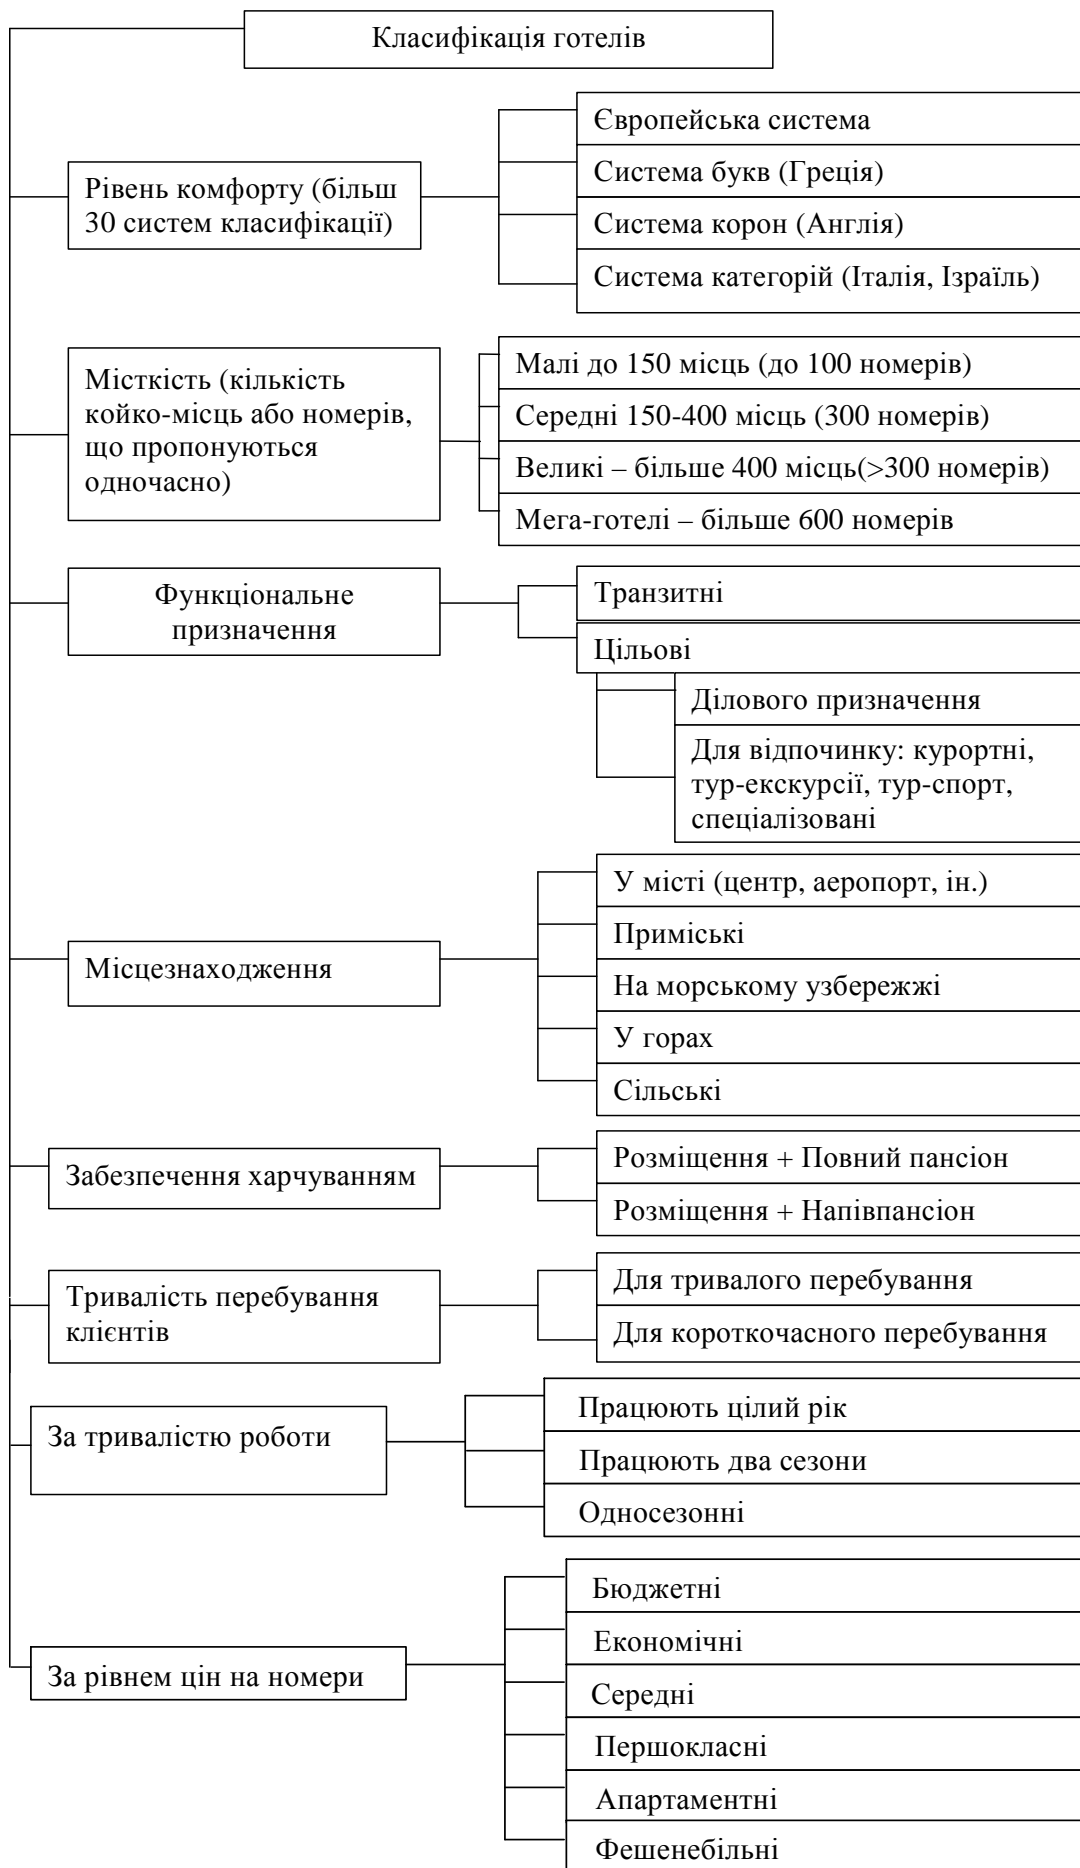 Класифікація готелів
Рівень комфорту (більш
30 систем класифікації)
Європейська система
Система букв (Греція)
Система корон (Англія)
Система категорій (Італія, Ізраїль)
Місткість (кількість
койко-місць або номерів,
що пропонуються
одночасно)
Малі до 150 місць (до 100 номерів)
Середні 150-400 місць (300 номерів)
Великі – більше 400 місць(>300 номерів)
Мега-готелі – більше 600 номерів
Функціональне
призначення
Транзитні
Цільові
Ділового призначення
Для відпочинку: курортні,
тур-екскурсії, тур-спорт,
спеціалізовані
Місцезнаходження
У місті (центр, аеропорт, ін.)
Приміські
На морському узбережжі
У горах
Сільські
Забезпечення харчуванням
Розміщення + Повний пансіон
Розміщення + Напівпансіон
Тривалість перебування
клієнтів
Для тривалого перебування
Для короткочасного перебування
За тривалістю роботи
Працюють цілий рік
Працюють два сезони
Односезонні
За рівнем цін на номери
Бюджетні
Економічні
Середні
Першокласні
Апартаментні
Фешенебільні